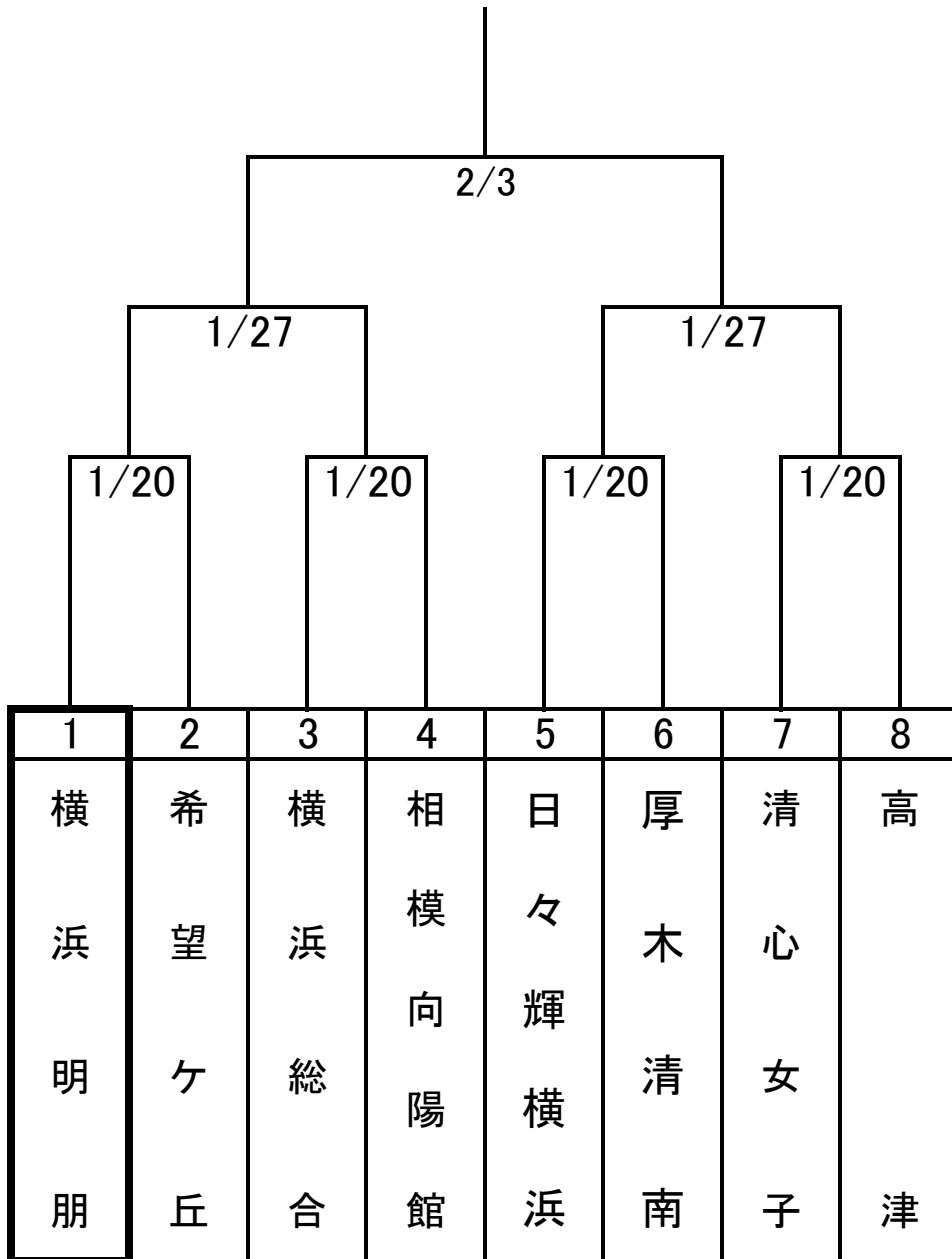 2/3
1/27
1/27
1/20
1/20
1/20
1/20
1
2
3
4
5
6
7
8
横浜明朋
希望ケ丘
横浜総合
相模向陽館
日々輝横浜
厚木清南
清心女子
高津